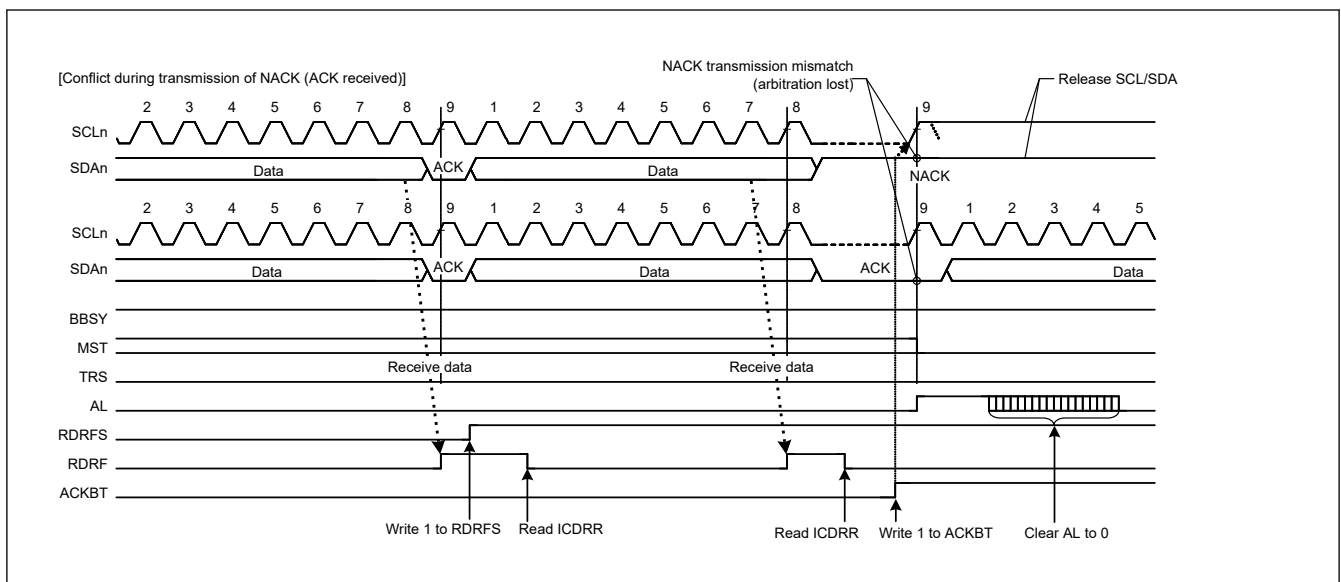 [Conflict during transmission of NACK (ACK received)]
NACK transmission mismatch
(arbitration lost)
Release SCL/SDA
2 3 4 5 6 7 8 9 1 2 3 4 5 6 7 8 9
SCLn
SDAn Data ACK Data NACK
2 3 4 5 6 7 8 9 1 2 3 4 5 6 7 8 9 1 2 3 4 5
SCLn
SDAn Data ACK Data ACK Data
BBSY
MST
Receive data Receive data
TRS
AL
RDRFS
RDRF
ACKBT
Write 1 to RDRFS Read ICDRR Read ICDRR Write 1 to ACKBT Clear AL to 0